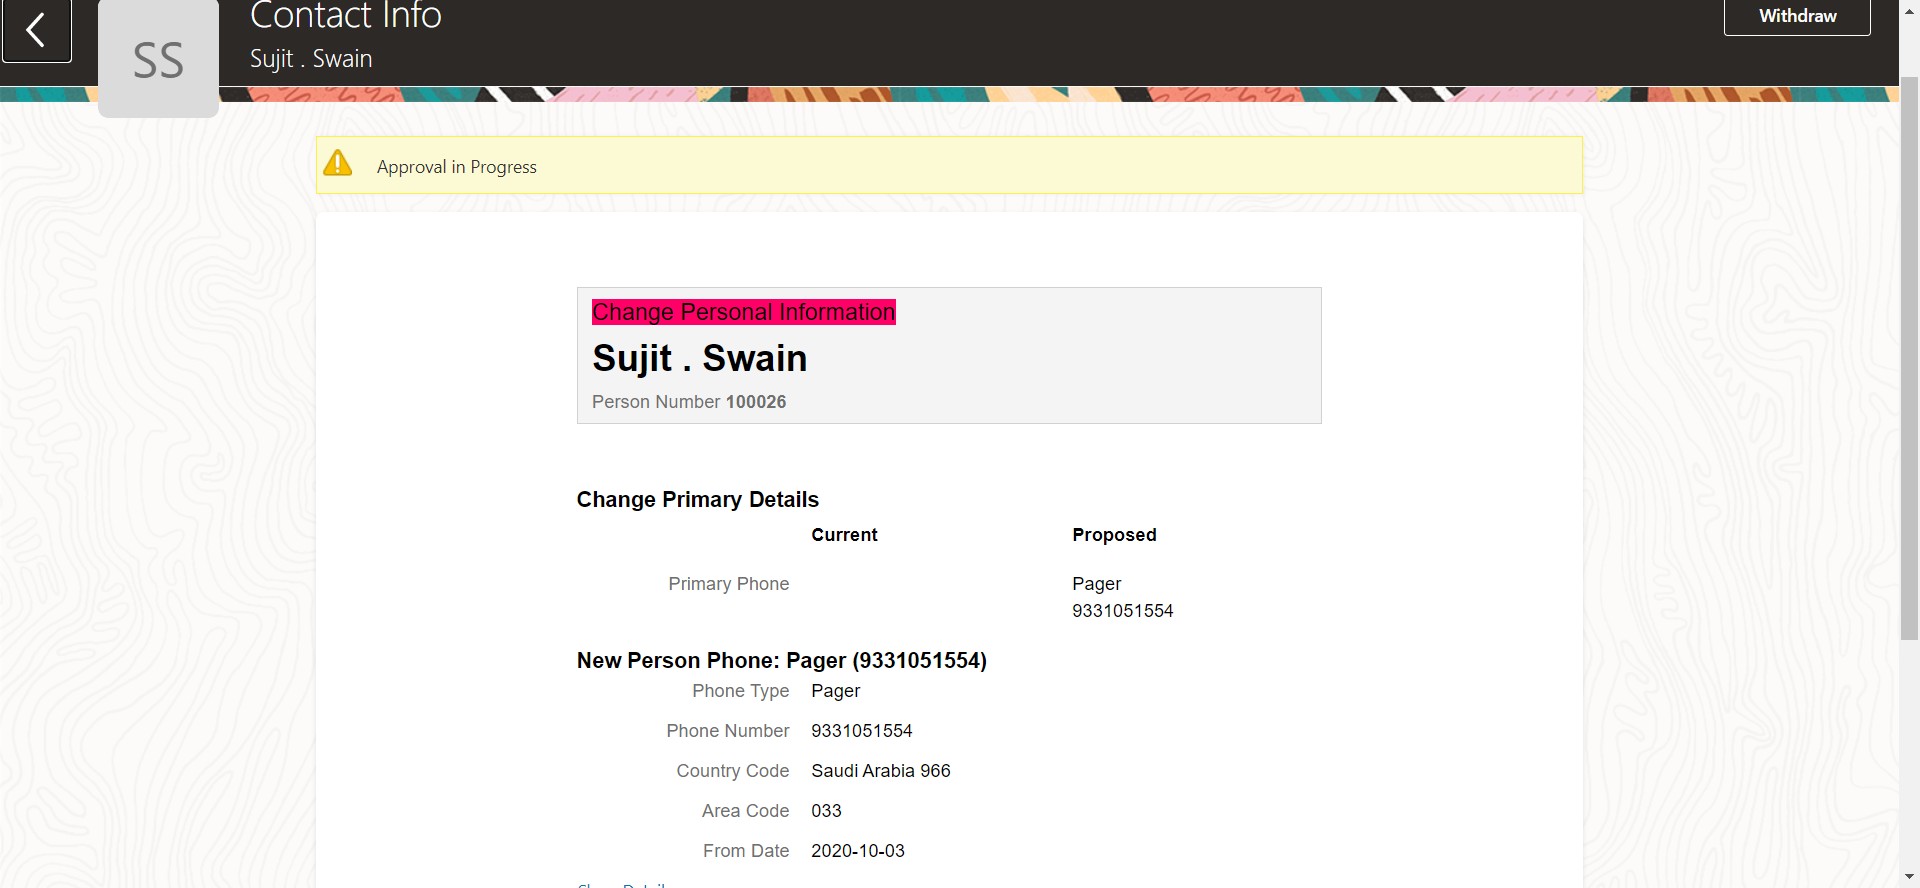 Contact Info
Withdraw
SS
Sujit . Swain
Approval in Progress
Change Personal Information
Sujit . Swain
Person Number 100026
Change Primary Details
Current Proposed
Primary Phone Pager
9331051554
New Person Phone: Pager (9331051554)
Phone Type Pager
Phone Number 9331051554
Country Code Saudi Arabia 966
Area Code 033
From Date 2020-10-03